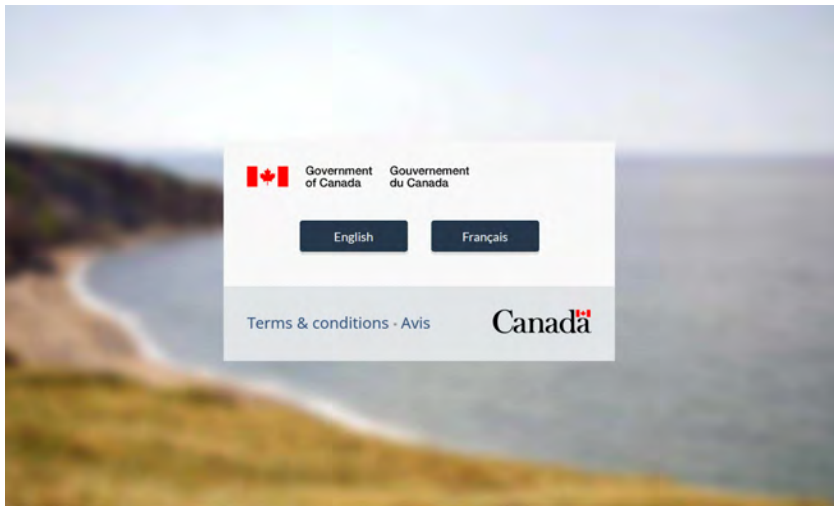 Government Gouvernement
of Canada du Canada
English Français
Terms & conditions - Avis Canada